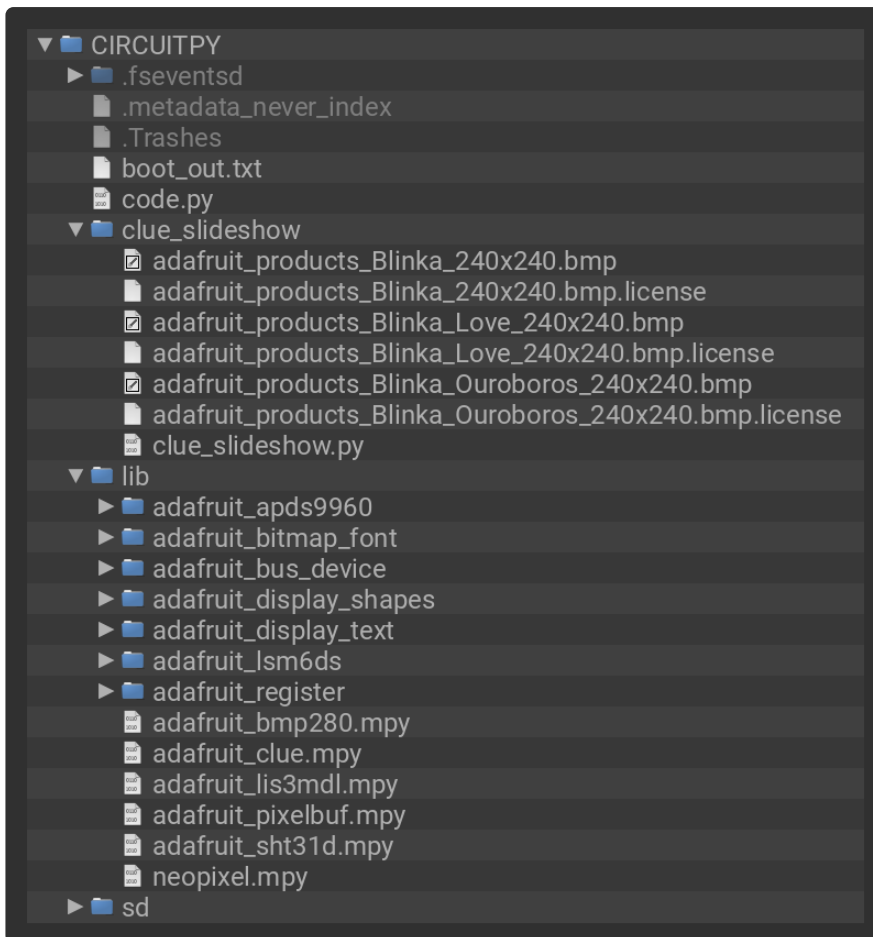 CIRCUITPY
.fseventsd
.metadata_never_index
.Trashes
boot_out.txt
code.py
clue_slideshow
adafruit_products_Blinka_240x240.bmp
adafruit_products_Blinka_240x240.bmp.license
adafruit_products_Blinka_Love_240x240.bmp
adafruit_products_Blinka_Love_240x240.bmp.license
adafruit_products_Blinka_Ouroboros_240x240.bmp
adafruit_products_Blinka_Ouroboros_240x240.bmp.license
clue_slideshow.py
lib
adafruit_apds9960
adafruit_bitmap_font
adafruit_bus_device
adafruit_display_shapes
adafruit_display_text
adafruit_lsm6ds
adafruit_register
adafruit_bmp280.mpy
adafruit_clue.mpy
adafruit_lis3mdl.mpy
adafruit_pixelbuf.mpy
adafruit_sht31d.mpy
neopixel.mpy
sd